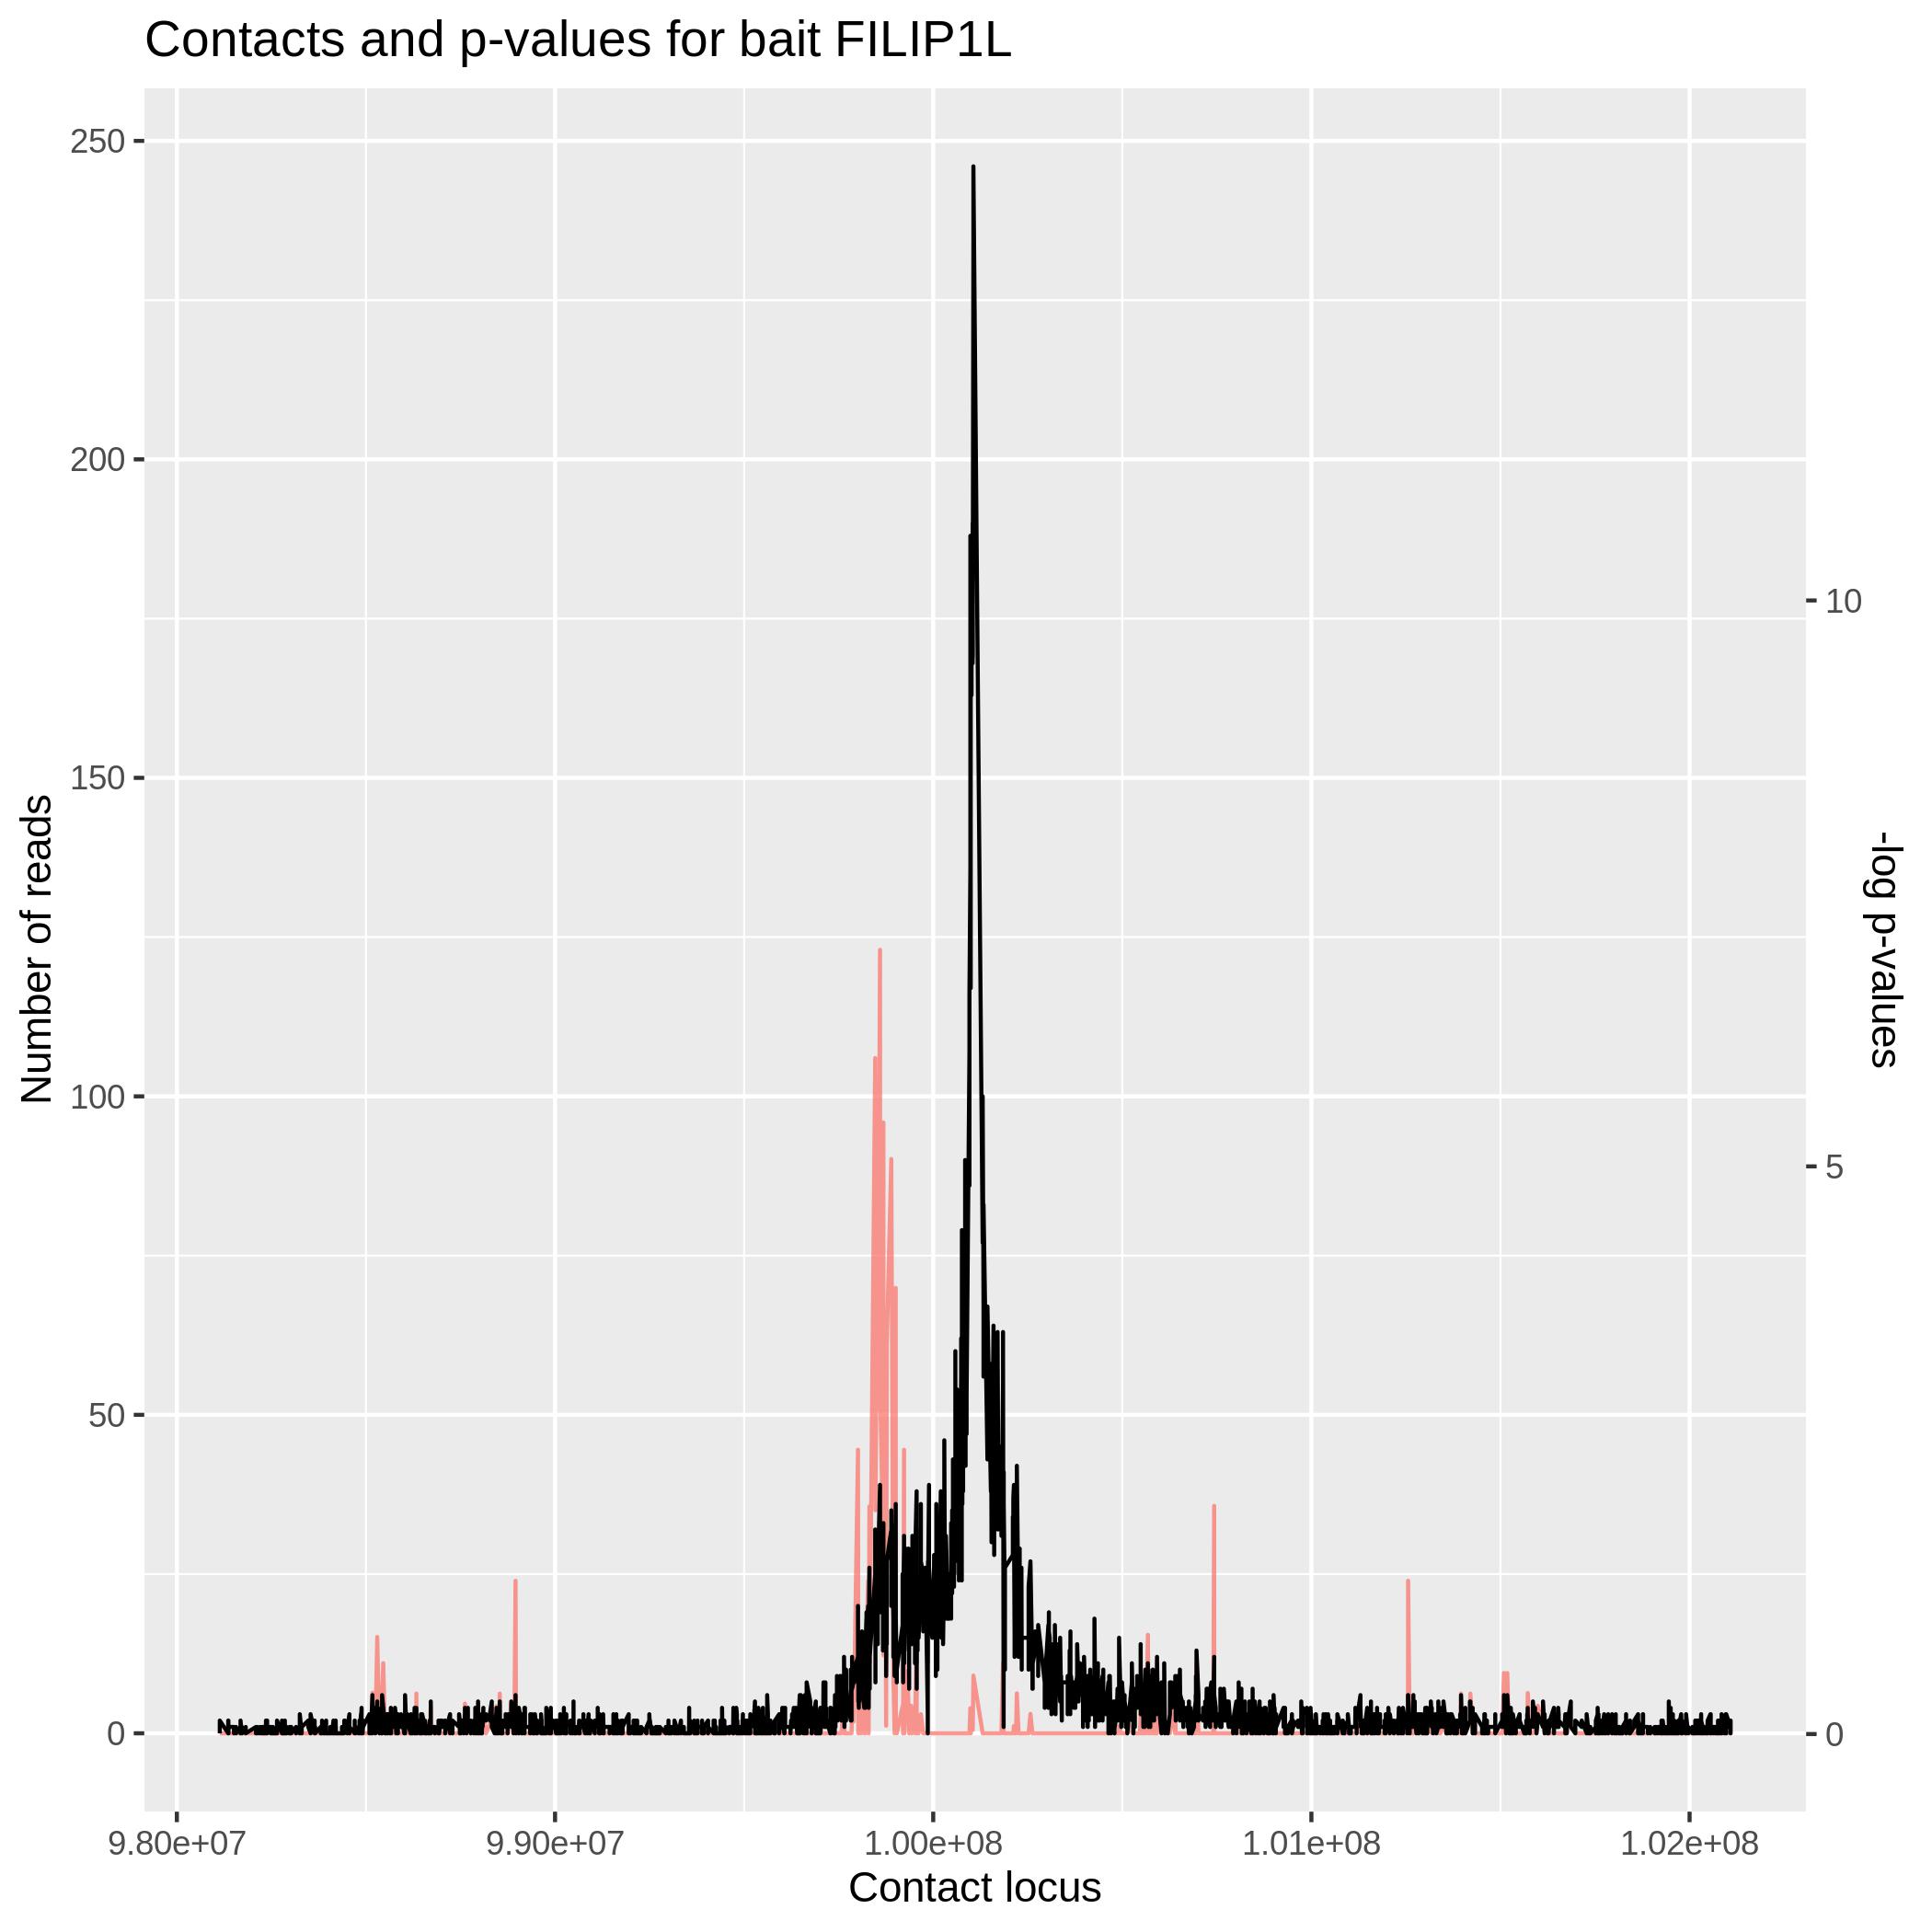 Contacts and p-values for bait FILIP1L
250
200
150
100
50
0
Number of reads
10
5
0
-log p-values
9.80e+07
9.90e+07
1.00e+08
1.01e+08
1.02e+08
Contact locus